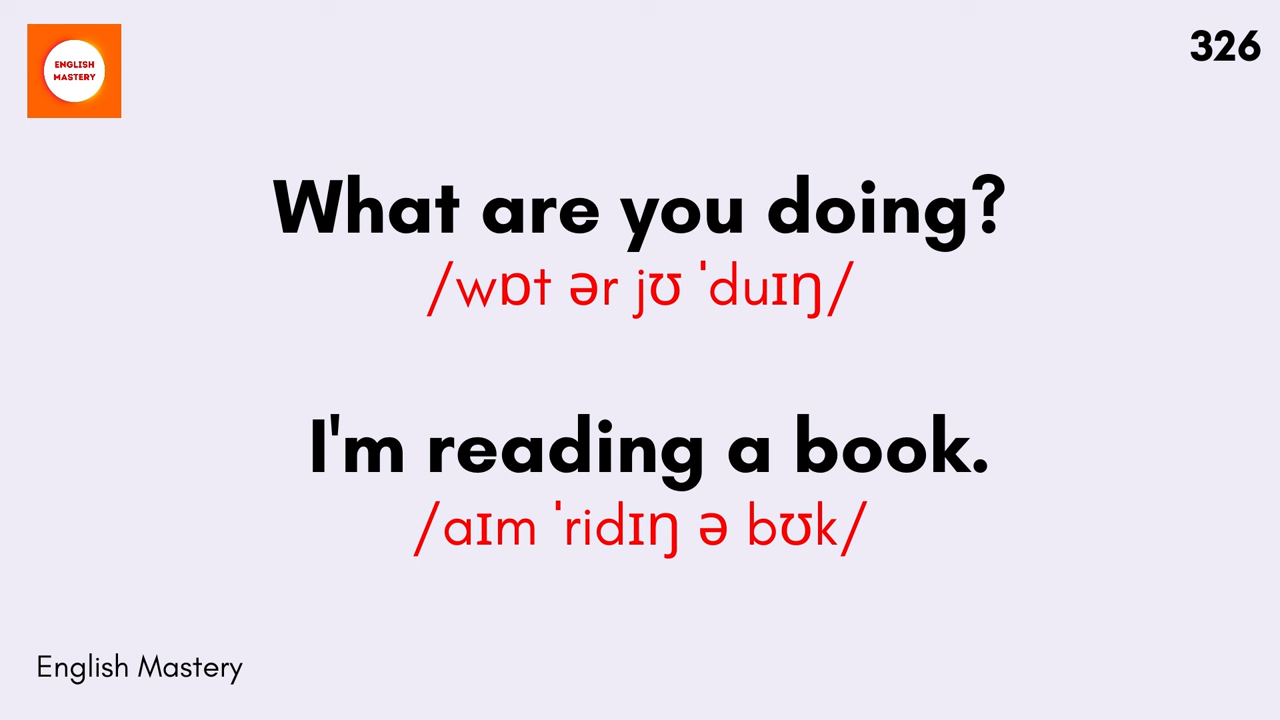 ENGLISH
MASTERY
326
What are you doing?
/wɒt ər jʊ ˈduɪŋ/
I'm reading a book.
/aɪm ˈridɪŋ ə bʊk/
English Mastery